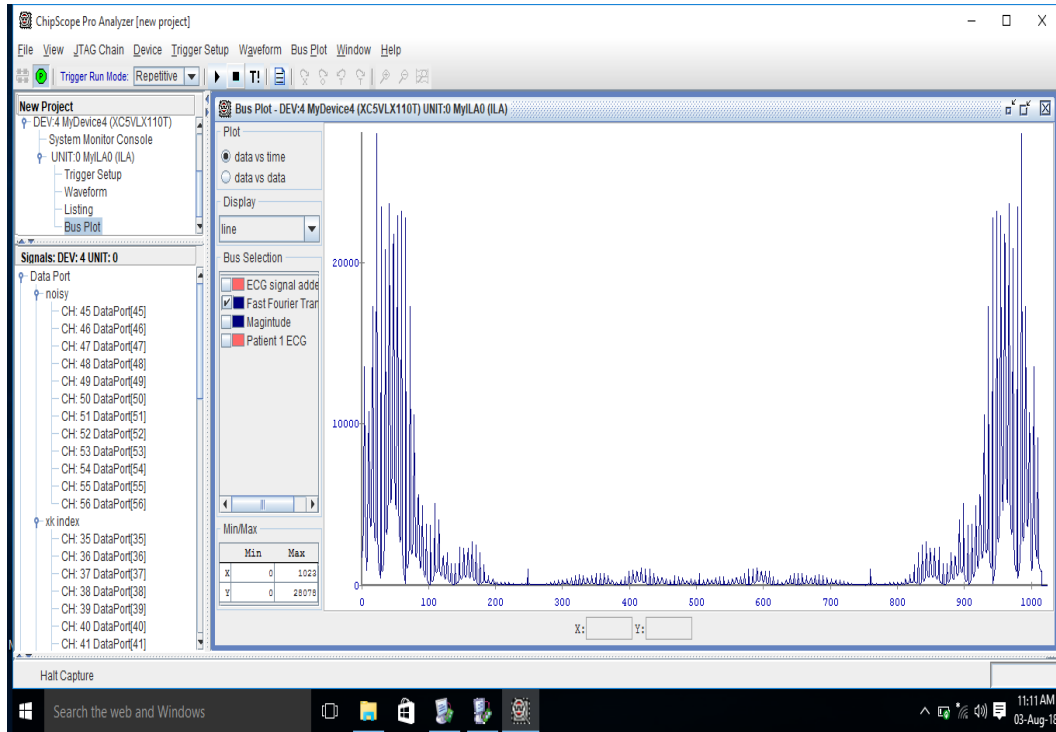 ChipScope Pro Analyzer [new project]
File View JTAG Chain Device Trigger Setup Waveform Bus Plot Window Help
Trigger Run Mode: Repetitive T!
New Project
DEV:4 MyDevice4 (XC5VLX110T)
System Monitor Console
UNIT:0 MyILA0 (ILA)
Trigger Setup
Waveform
Listing
Bus Plot
Signals: DEV: 4 UNIT: 0
Data Port
noisy
CH: 45 DataPort[45]
CH: 46 DataPort[46]
CH: 47 DataPort[47]
CH: 48 DataPort[48]
CH: 49 DataPort[49]
CH: 50 DataPort[50]
CH: 51 DataPort[51]
CH: 52 DataPort[52]
CH: 53 DataPort[53]
CH: 54 DataPort[54]
CH: 55 DataPort[55]
CH: 56 DataPort[56]
xk index
CH: 35 DataPort[35]
CH: 36 DataPort[36]
CH: 37 DataPort[37]
CH: 38 DataPort[38]
CH: 39 DataPort[39]
CH: 40 DataPort[40]
CH: 41 DataPort[41]
Bus Plot - DEV:4 MyDevice4 (XC5VLX110T) UNIT:0 MyILA0 (ILA)
Plot
data vs time
data vs data
Display
line
Bus Selection
ECG signal adde
Fast Fourier Tran
Magintude
Patient 1 ECG
Min/Max
Min Max
X 0 1023
Y 0 28078
20000
10000
0
0 100 200 300 400 500 600 700 800 900 1000
X: Y:
Halt Capture
Search the web and Windows
11:11 AM
03-Aug-18